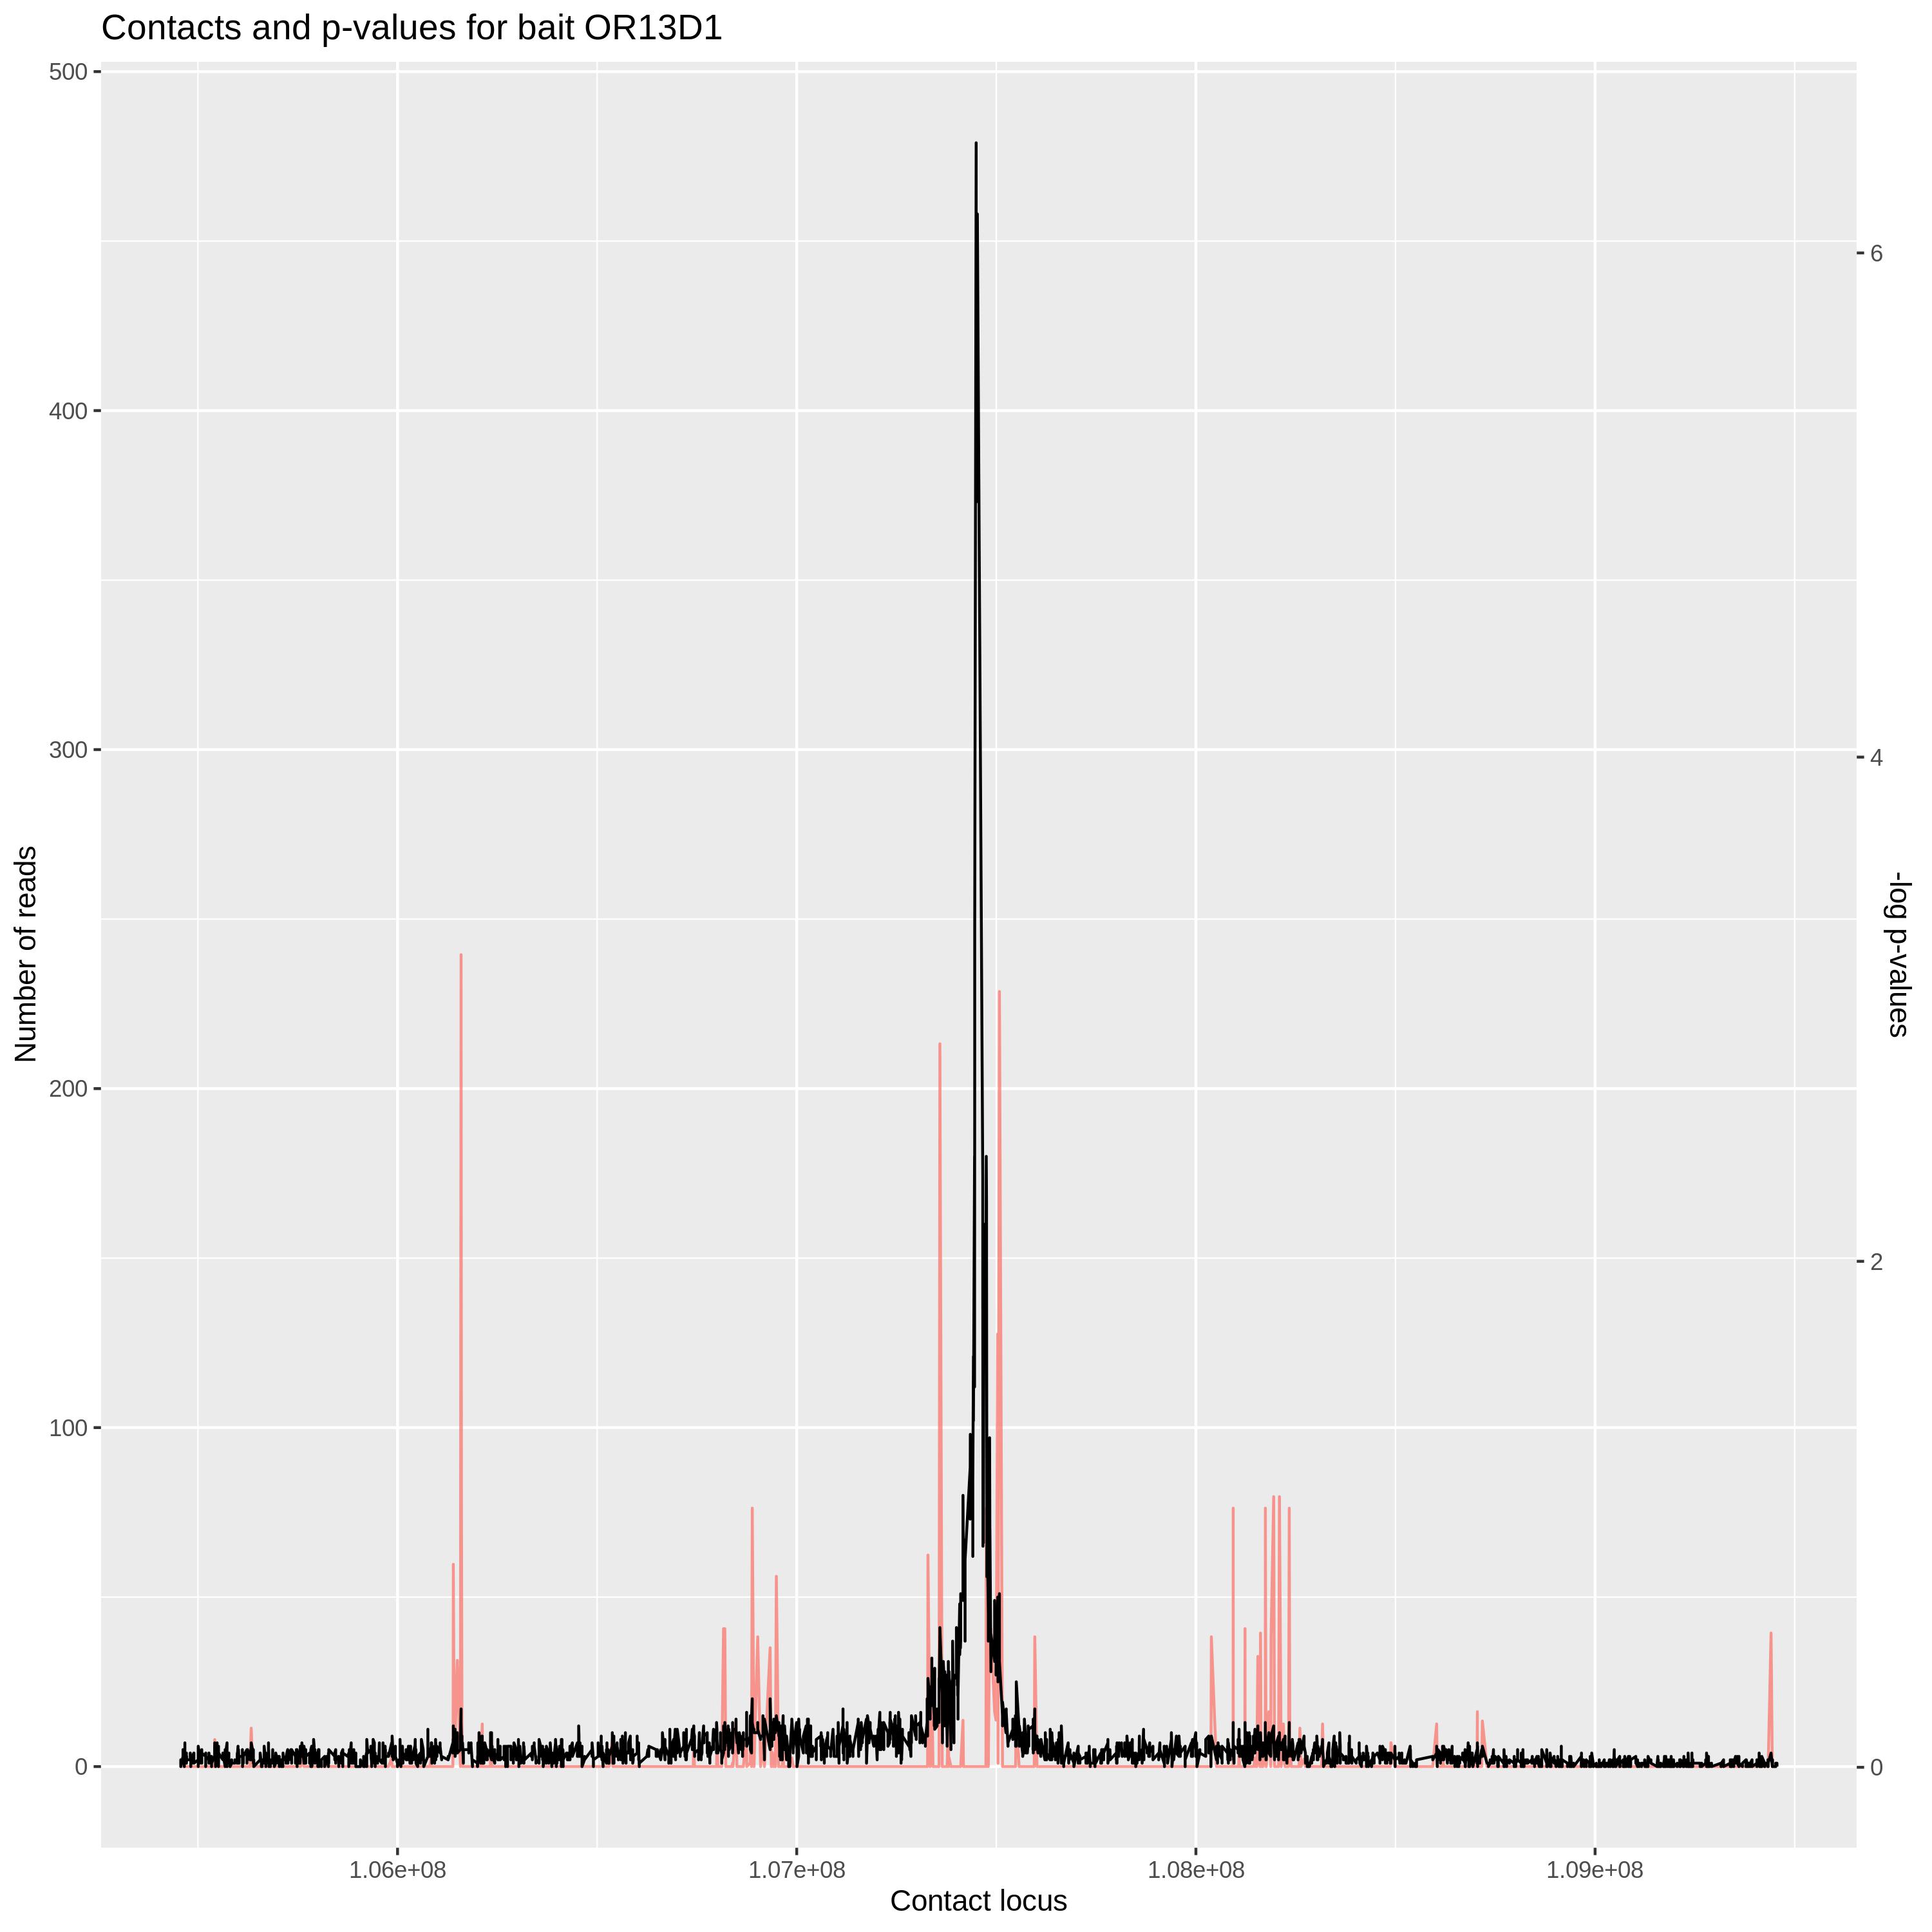 Contacts and p-values for bait OR13D1
500
400
300
200
100
0
Number of reads
6
4
2
0
-log p-values
1.06e+08
1.07e+08
1.08e+08
1.09e+08
Contact locus